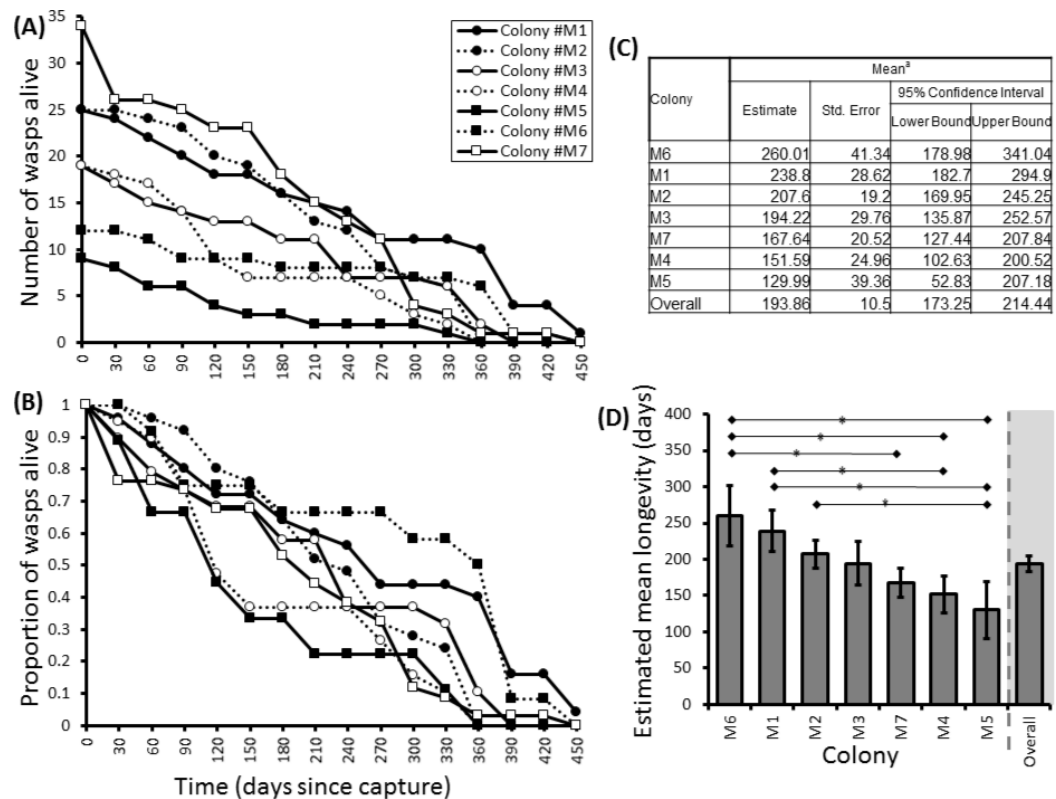 (A)
Number of wasps alive
35
30
25
20
15
10
5
0
0 30 60 90 120 150 180 210 240 270 300 330 360 390 420 450
Colony #M1
Colony #M2
Colony #M3
Colony #M4
Colony #M5
Colony #M6
Colony #M7
(B)
Proportion of wasps alive
1
0.9
0.8
0.7
0.6
0.5
0.4
0.3
0.2
0.1
0
0 30 60 90 120 150 180 210 240 270 300 330 360 390 420 450
Time (days since capture)
(C)
Colony
Meanª
Estimate Std. Error 95% Confidence Interval
Lower Bound Upper Bound
M6 260.01 41.34 178.98 341.04
M1 238.8 28.62 182.7 294.9
M2 207.6 19.2 169.95 245.25
M3 194.22 29.76 135.87 252.57
M7 167.64 20.52 127.44 207.84
M4 151.59 24.96 102.63 200.52
M5 129.99 39.36 52.83 207.18
Overall 193.86 10.5 173.25 214.44
(D)
Estimated mean longevity (days)
400
350
300
250
200
150
100
50
0
* 
*
*
*
*
*
M6 M1 M2 M3 M7 M4 M5 Overall
Colony